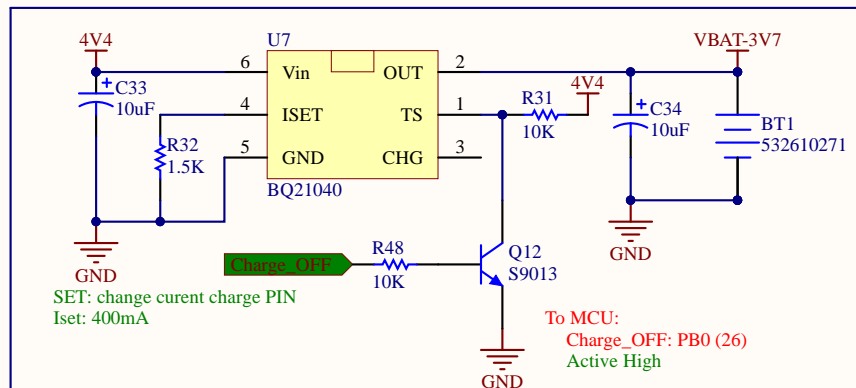 4V4
U7
VBAT-3V7
6
Vin
OUT
2
C33
10uF
4
ISET
TS
1
R31
10K
4V4
C34
10uF
BT1
532610271
R32
1.5K
5
GND
CHG
3
BQ21040
GND
GND
Charge_OFF
R48
10K
Q12
S9013
SET: change curent charge PIN
Iset: 400mA
To MCU:
Charge_OFF: PB0 (26)
Active High
GND